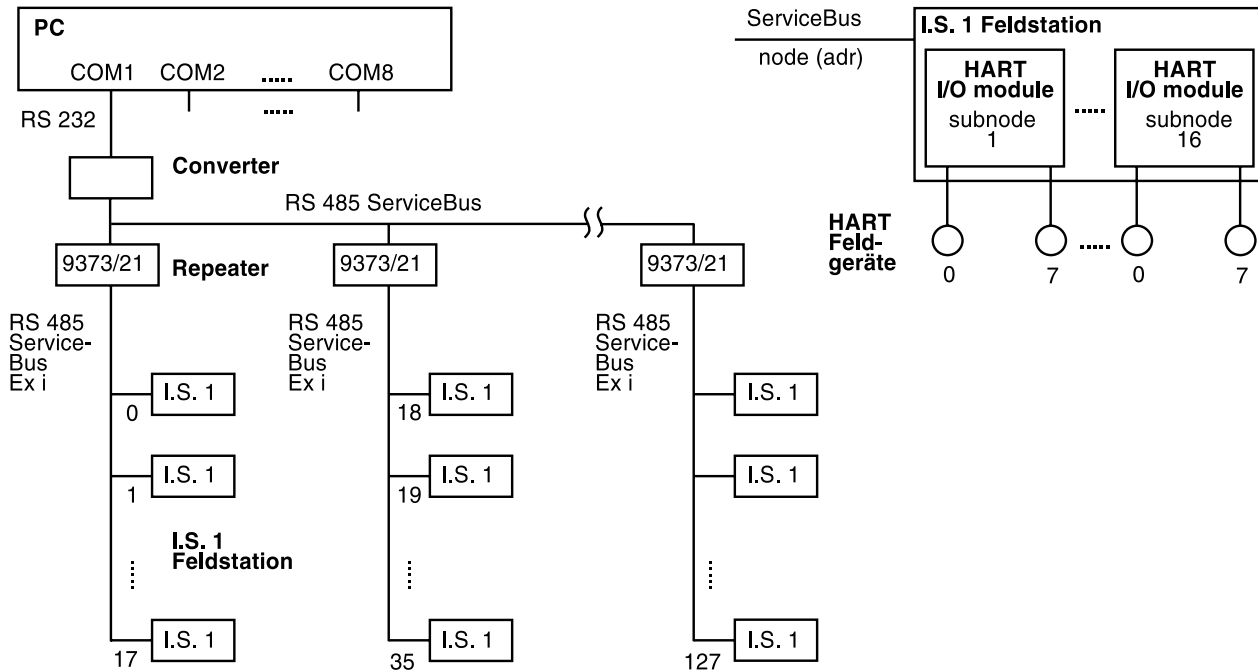 PC
COM1 COM2 ..... COM8
.....
RS 232
Converter
RS 485 ServiceBus
9373/21
Repeater
9373/21
9373/21
RS 485
Service-
Bus
Ex i
RS 485
Service-
Bus
Ex i
RS 485
Service-
Bus
Ex i
I.S. 1
0
I.S. 1
18
I.S. 1
I.S. 1
1
I.S. 1
19
I.S. 1
I.S. 1
Feldstation
I.S. 1
17
I.S. 1
35
I.S. 1
127
ServiceBus
node (adr)
I.S. 1 Feldstation
HART
I/O module
subnode
1
.....
HART
I/O module
subnode
16
HART
Feld-
geräte
0
7
.....
0
7